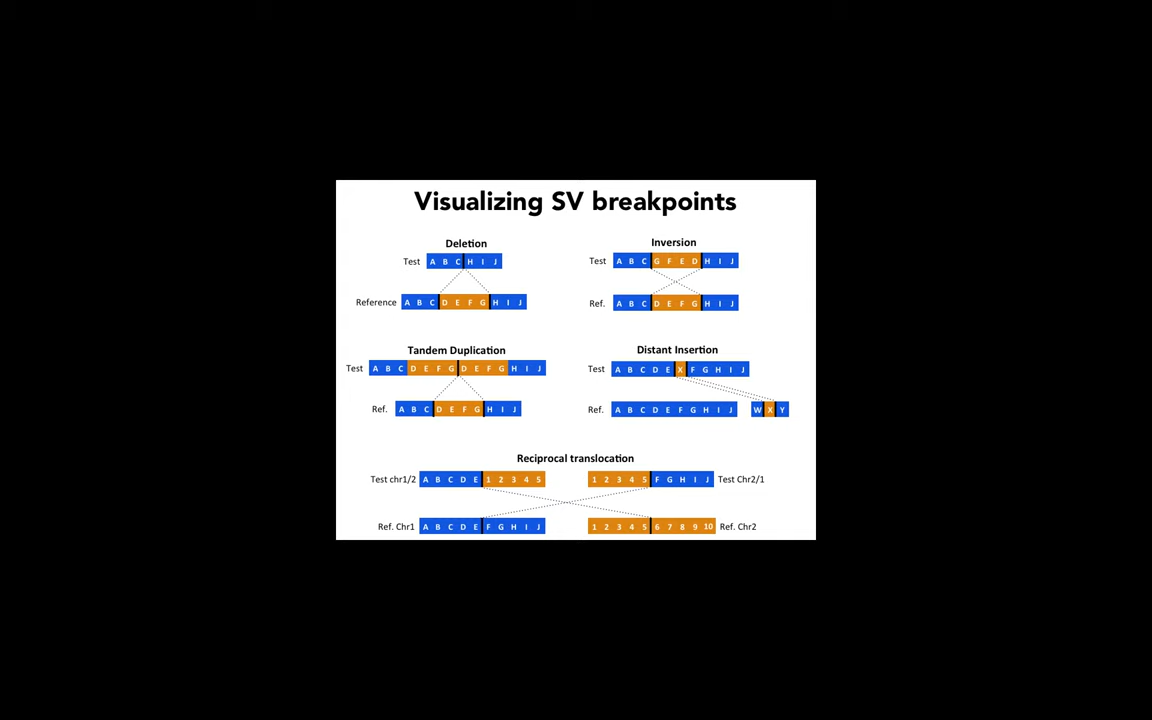 Visualizing SV breakpoints
Deletion
Test A B C H I J
Reference A B C D E F G H I J
Inversion
Test A B C G F E D H I J
Ref. A B C D E F G H I J
Tandem Duplication
Test A B C D E F G D E F G H I J
Ref. A B C D E F G H I J
Distant Insertion
Test A B C D E X F G H I J
Ref. A B C D E F G H I J W X Y
Reciprocal translocation
Test chr1/2 A B C D E 1 2 3 4 5 1 2 3 4 5 F G H I J Test Chr2/1
Ref. Chr1 A B C D E F G H I J 1 2 3 4 5 6 7 8 9 10 Ref. Chr2